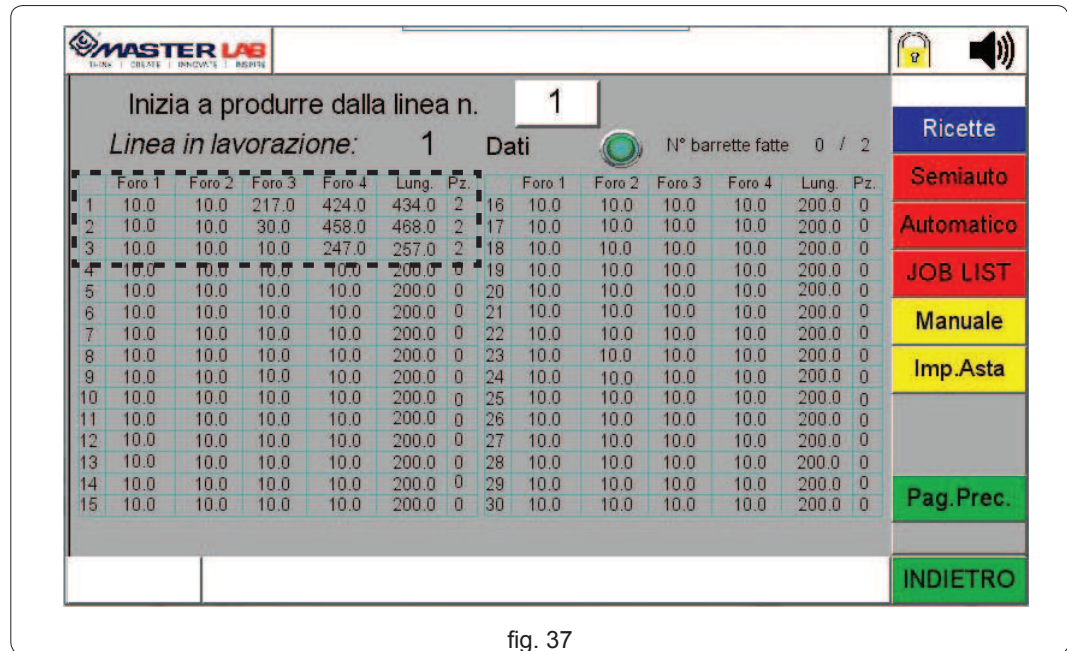 MASTER LAB
THINK | CREATE | INNOVATE | INSPIRE
Inizia a produrre dalla linea n. 1
Linea in lavorazione: 1 Dati N° barrette fatte 0 / 2
Foro 1 Foro 2 Foro 3 Foro 4 Lung. Pz. Foro 1 Foro 2 Foro 3 Foro 4 Lung. Pz.
1 10.0 10.0 217.0 424.0 434.0 2 16 10.0 10.0 10.0 10.0 200.0 0
2 10.0 10.0 30.0 458.0 468.0 2 17 10.0 10.0 10.0 10.0 200.0 0
3 10.0 10.0 10.0 247.0 257.0 2 18 10.0 10.0 10.0 10.0 200.0 0
4 10.0 10.0 10.0 10.0 200.0 0 19 10.0 10.0 10.0 10.0 200.0 0
5 10.0 10.0 10.0 10.0 200.0 0 20 10.0 10.0 10.0 10.0 200.0 0
6 10.0 10.0 10.0 10.0 200.0 0 21 10.0 10.0 10.0 10.0 200.0 0
7 10.0 10.0 10.0 10.0 200.0 0 22 10.0 10.0 10.0 10.0 200.0 0
8 10.0 10.0 10.0 10.0 200.0 0 23 10.0 10.0 10.0 10.0 200.0 0
9 10.0 10.0 10.0 10.0 200.0 0 24 10.0 10.0 10.0 10.0 200.0 0
10 10.0 10.0 10.0 10.0 200.0 0 25 10.0 10.0 10.0 10.0 200.0 0
11 10.0 10.0 10.0 10.0 200.0 0 26 10.0 10.0 10.0 10.0 200.0 0
12 10.0 10.0 10.0 10.0 200.0 0 27 10.0 10.0 10.0 10.0 200.0 0
13 10.0 10.0 10.0 10.0 200.0 0 28 10.0 10.0 10.0 10.0 200.0 0
14 10.0 10.0 10.0 10.0 200.0 0 29 10.0 10.0 10.0 10.0 200.0 0
15 10.0 10.0 10.0 10.0 200.0 0 30 10.0 10.0 10.0 10.0 200.0 0
Ricette
Semiauto
Automatico
JOB LIST
Manuale
Imp.Asta
Pag.Prec.
INDIETRO
fig. 37